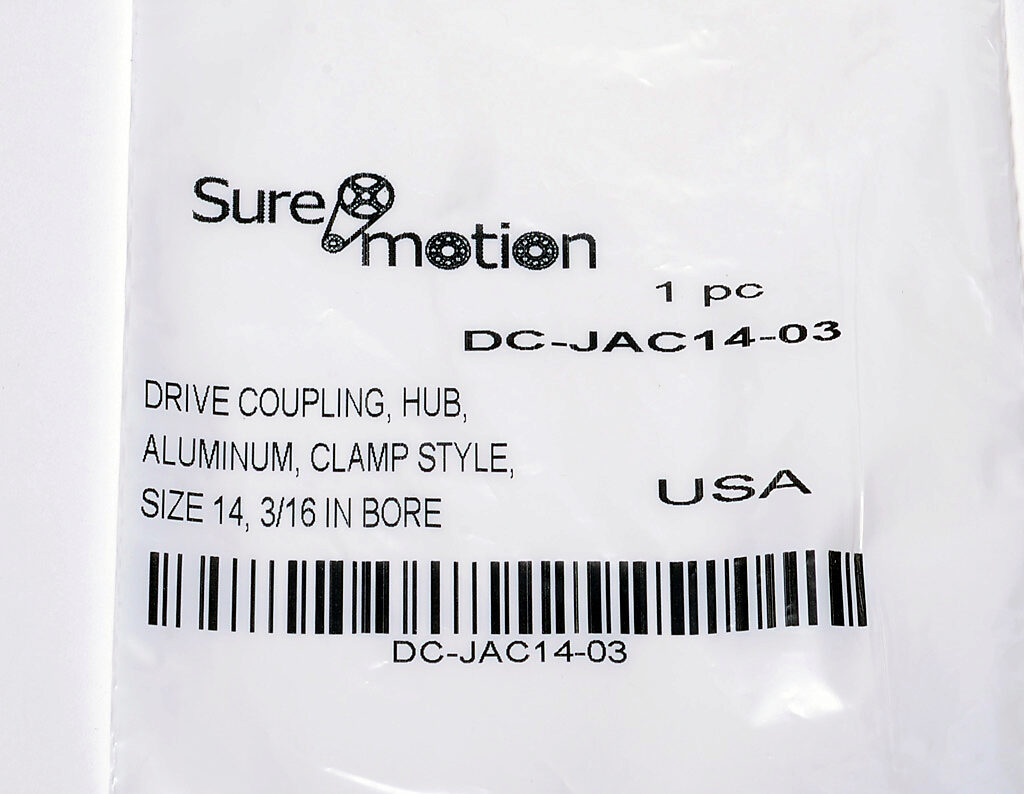 Sure
motion
1 pc
DC-JAC14-03
DRIVE COUPLING, HUB,
ALUMINUM, CLAMP STYLE,
SIZE 14, 3/16 IN BORE
USA
DC-JAC14-03